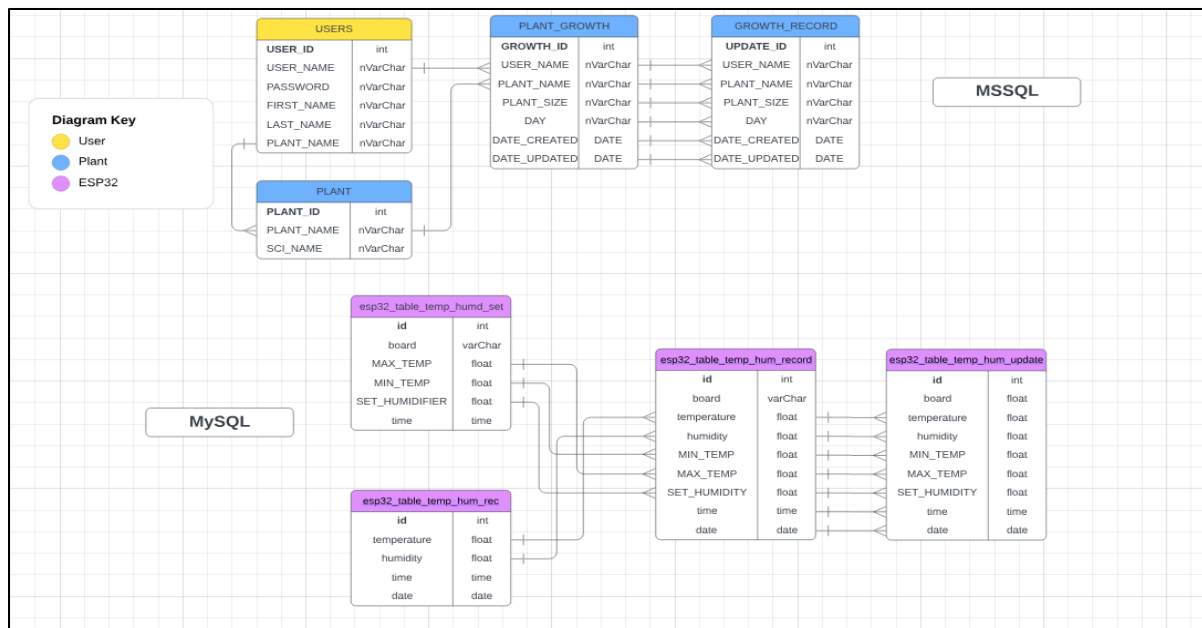 USERS
USER_ID int
USER_NAME nVarChar
PASSWORD nVarChar
FIRST_NAME nVarChar
LAST_NAME nVarChar
PLANT_NAME nVarChar
PLANT_GROWTH
GROWTH_ID int
USER_NAME nVarChar
PLANT_NAME nVarChar
PLANT_SIZE nVarChar
DAY nVarChar
DATE_CREATED DATE
DATE_UPDATED DATE
GROWTH_RECORD
UPDATE_ID int
USER_NAME nVarChar
PLANT_NAME nVarChar
PLANT_SIZE nVarChar
DAY nVarChar
DATE_CREATED DATE
DATE_UPDATED DATE
MSSQL
Diagram Key
User
Plant
ESP32
PLANT
PLANT_ID int
PLANT_NAME nVarChar
SCI_NAME nVarChar
esp32_table_temp_humd_set
id int
board varChar
MAX_TEMP float
MIN_TEMP float
SET_HUMIDIFIER float
time time
MySQL
esp32_table_temp_hum_record
id int
board varChar
temperature float
humidity float
MIN_TEMP float
MAX_TEMP float
SET_HUMIDITY float
time time
date date
esp32_table_temp_hum_update
id int
board float
temperature float
humidity float
MIN_TEMP float
MAX_TEMP float
SET_HUMIDITY float
time time
date date
esp32_table_temp_hum_rec
id int
temperature float
humidity float
time time
date date